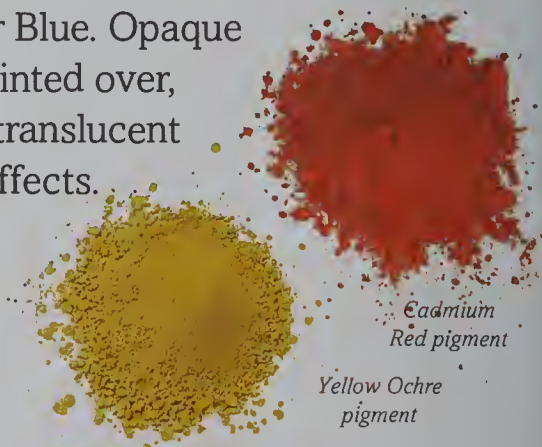 r Blue. Opaque
inted over,
translucent
ffects.
Cadmium
Red pigment
Yellow Ochre
pigment